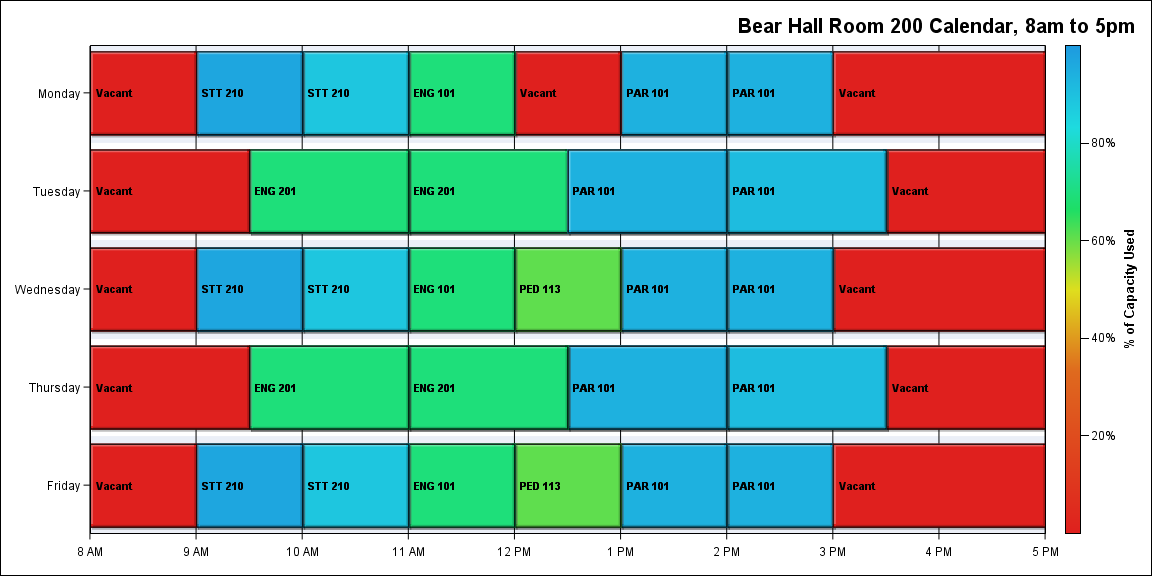 Bear Hall Room 200 Calendar, 8am to 5pm
Monday
Vacant
STT 210
STT 210
ENG 101
Vacant
PAR 101
PAR 101
Vacant
Tuesday
Vacant
ENG 201
ENG 201
PAR 101
PAR 101
Vacant
Wednesday
Vacant
STT 210
STT 210
ENG 101
PED 113
PAR 101
PAR 101
Vacant
Thursday
Vacant
ENG 201
ENG 201
PAR 101
PAR 101
Vacant
Friday
Vacant
STT 210
STT 210
ENG 101
PED 113
PAR 101
PAR 101
Vacant
8 AM
9 AM
10 AM
11 AM
12 PM
1 PM
2 PM
3 PM
4 PM
5 PM
80%
60%
40%
20%
% of Capacity Used